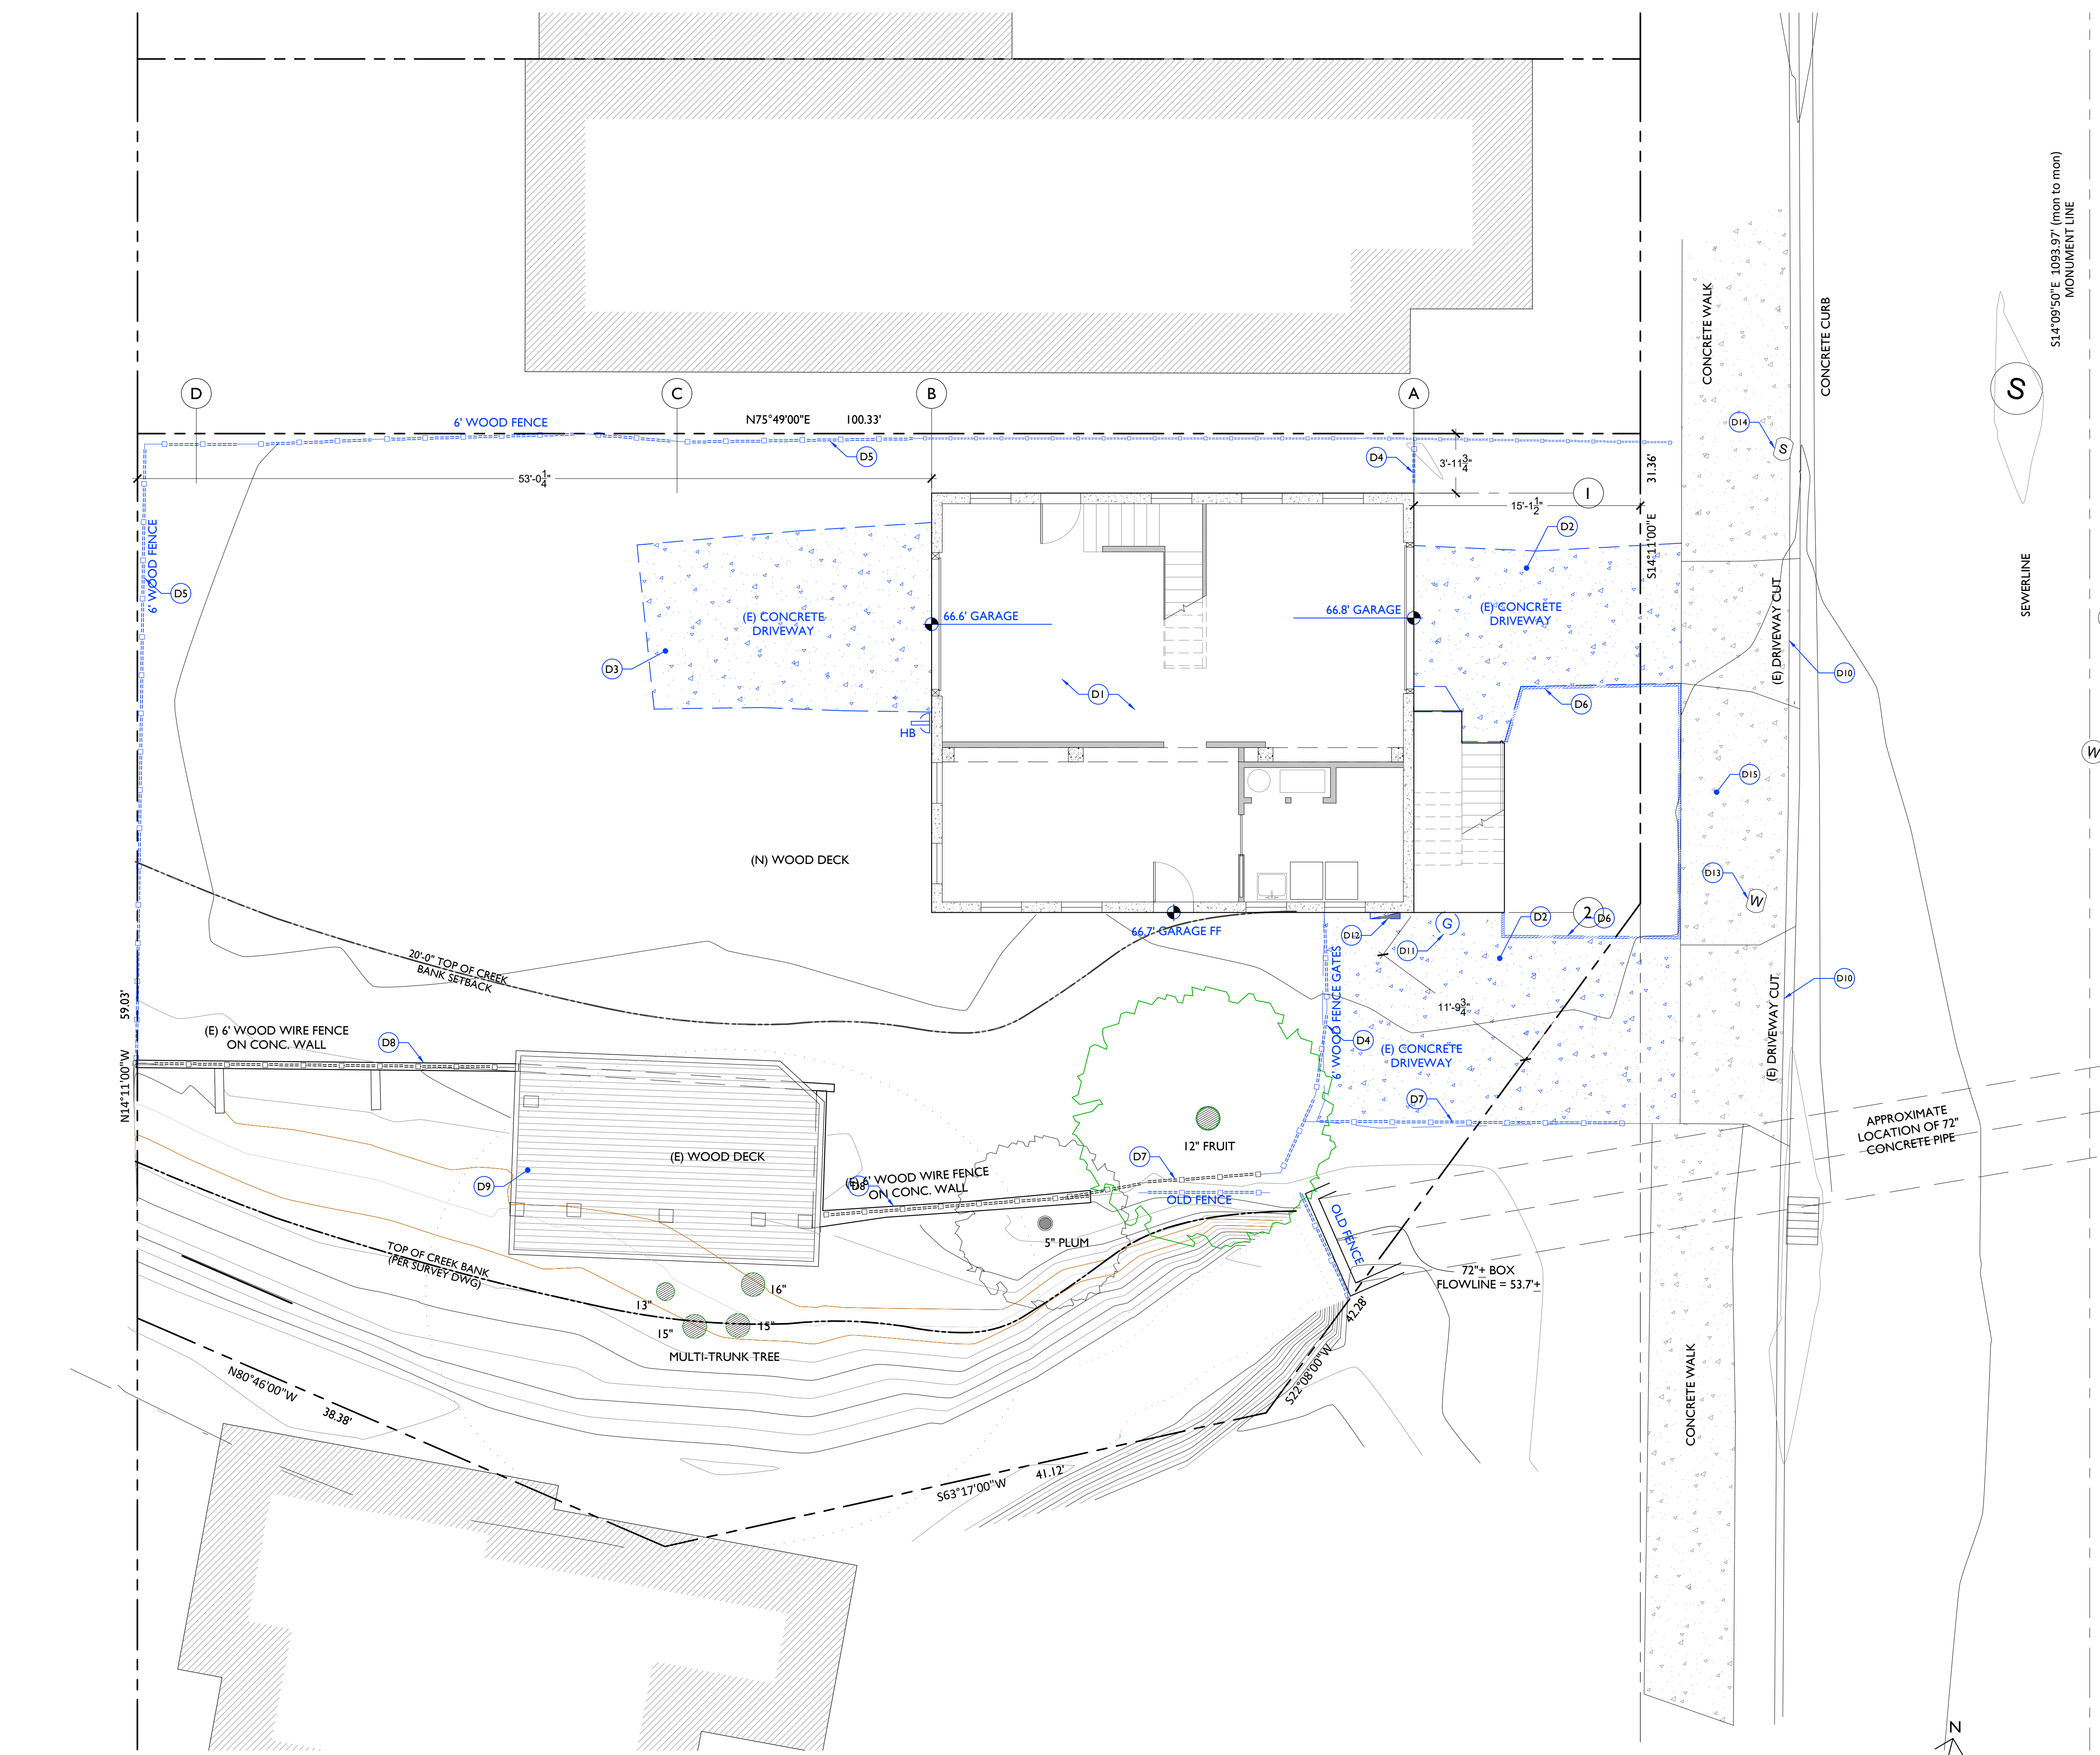 S14°09'50"E 1093.97' (mon to mon)
MONUMENT LINE
CONCRETE WALK
CONCRETE CURB
S
D
C
B
A
6' WOOD FENCE
N75°49'00"E 100.33'
D5
D4
D14
S
3'-11 3/4"
31.36'
53'-0 1/4"
1
15'-1 1/2"
D2
S14°11'00"E
6' WOOD FENCE
D5
SEWERLINE
(E) CONCRETE
DRIVEWAY
66.6' GARAGE
66.8' GARAGE
(E) CONCRETE
DRIVEWAY
(E) DRIVEWAY CUT
D3
D10
D1
D6
HB
W
D15
(N) WOOD DECK
D13
W
66.7' GARAGE FF
D12
D11
G
D2
2
D6
20'-0" TOP OF CREEK
BANK SETBACK
6' WOOD FENCE GATES
11'-9 3/4"
D10
59.03'
(E) 6' WOOD WIRE FENCE
ON CONC. WALL
D8
D4
(E) CONCRETE
DRIVEWAY
(E) DRIVEWAY CUT
N14°11'00"W
D7
12" FRUIT
APPROXIMATE
LOCATION OF 72"
CONCRETE PIPE
(E) WOOD DECK
D7
D9
D8
(E) 6' WOOD WIRE FENCE
ON CONC. WALL
OLD FENCE
OLD FENCE
5" PLUM
TOP OF CREEK BANK
(PER SURVEY DWG)
72"± BOX
FLOWLINE = 53.7'±
13"
16"
15"
15"
42.28'
MULTI-TRUNK TREE
S22°08'00"W
N80°46'00"W
38.38'
CONCRETE WALK
S63°17'00"W
41.12'
N